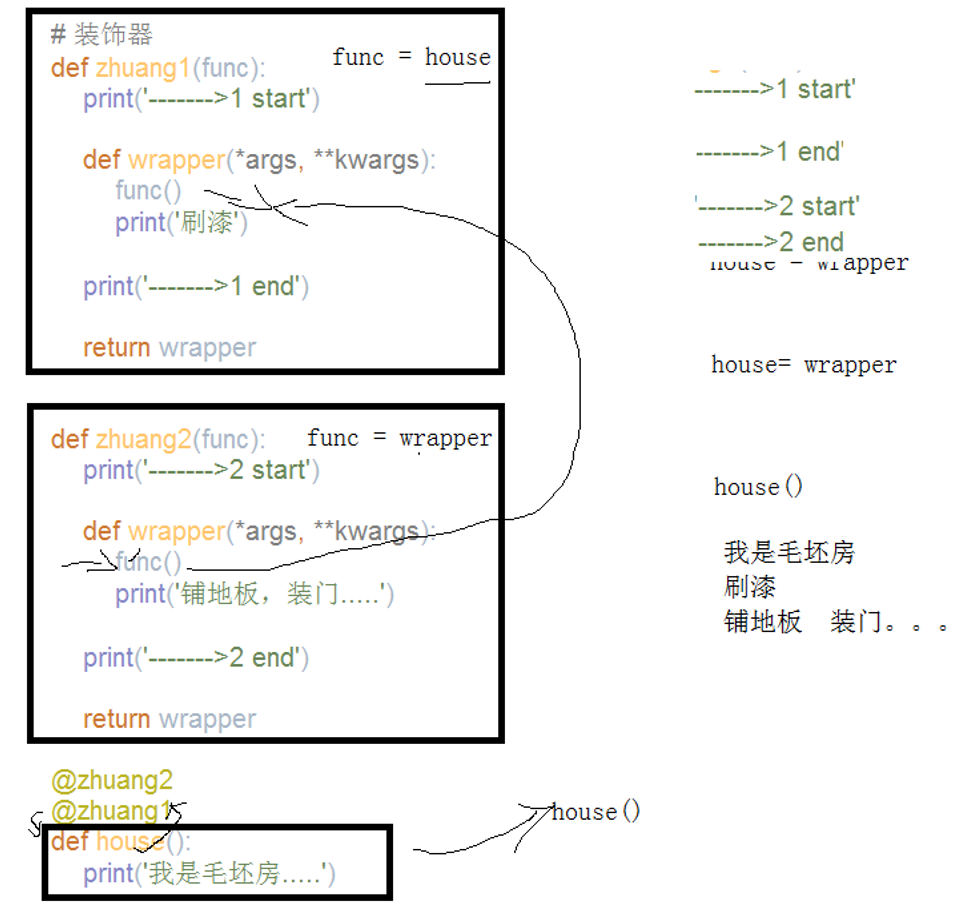 # 装饰器
def zhuang1(func):
func = house
print('------->1 start')
def wrapper(*args, **kwargs):
func()
print('刷漆')
print('------->1 end')
return wrapper
def zhuang2(func):
func = wrapper
print('------->2 start')
def wrapper(*args, **kwargs):
func()
print('铺地板，装门.....')
print('------->2 end')
return wrapper
@zhuang2
@zhuang1
def house():
print('我是毛坯房.....')
------->1 start'
------->1 end'
'------->2 start'
------->2 end
house = wrapper
house= wrapper
house()
我是毛坯房
刷漆
铺地板 装门。。。
house()